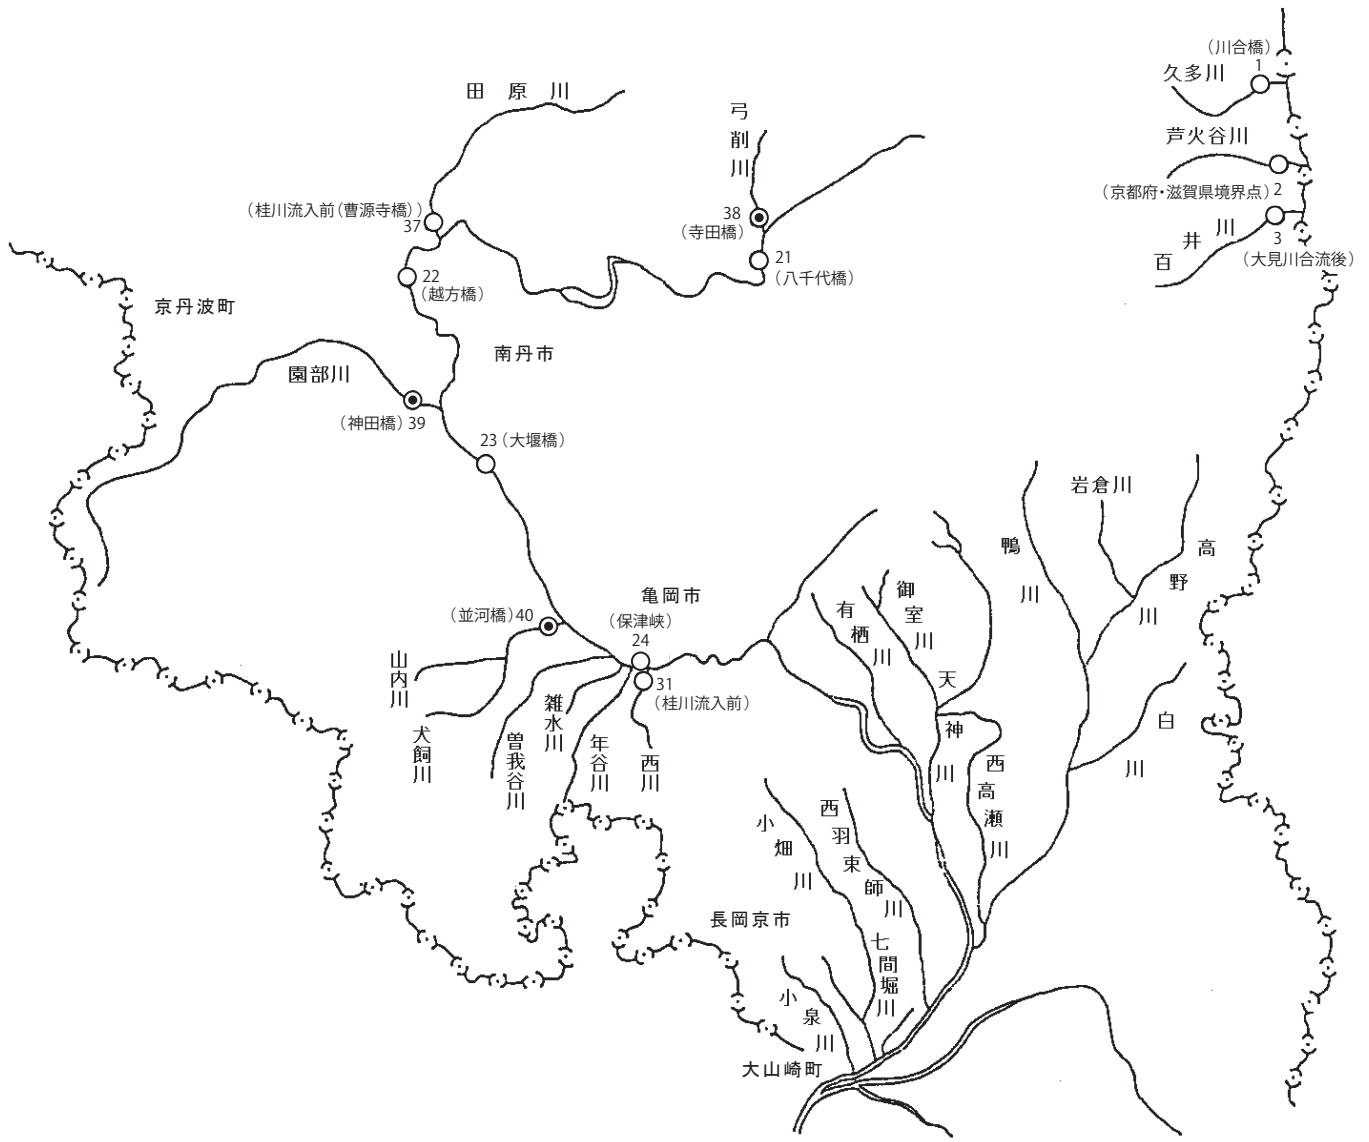 （川合橋）
1
久多川
芦火谷川
（京都府・滋賀県境界点）2
百井川
3
（大見川合流後）
田原川
弓削川
（桂川流入前（曹源寺橋））
37
38
（寺田橋）
21
（八千代橋）
22
（越方橋）
京丹波町
南丹市
園部川
（神田橋）39
23（大堰橋）
岩倉川
鴨川
高野川
亀岡市
（並河橋）40
（保津峡）
24
31
（桂川流入前）
御室川
有栖川
天神川
西高瀬川
白川
山内川
犬飼川
曽我谷川
雑水川
年谷川
西川
小畑川
西羽束師川
長岡京市
七間堀川
小泉川
大山崎町